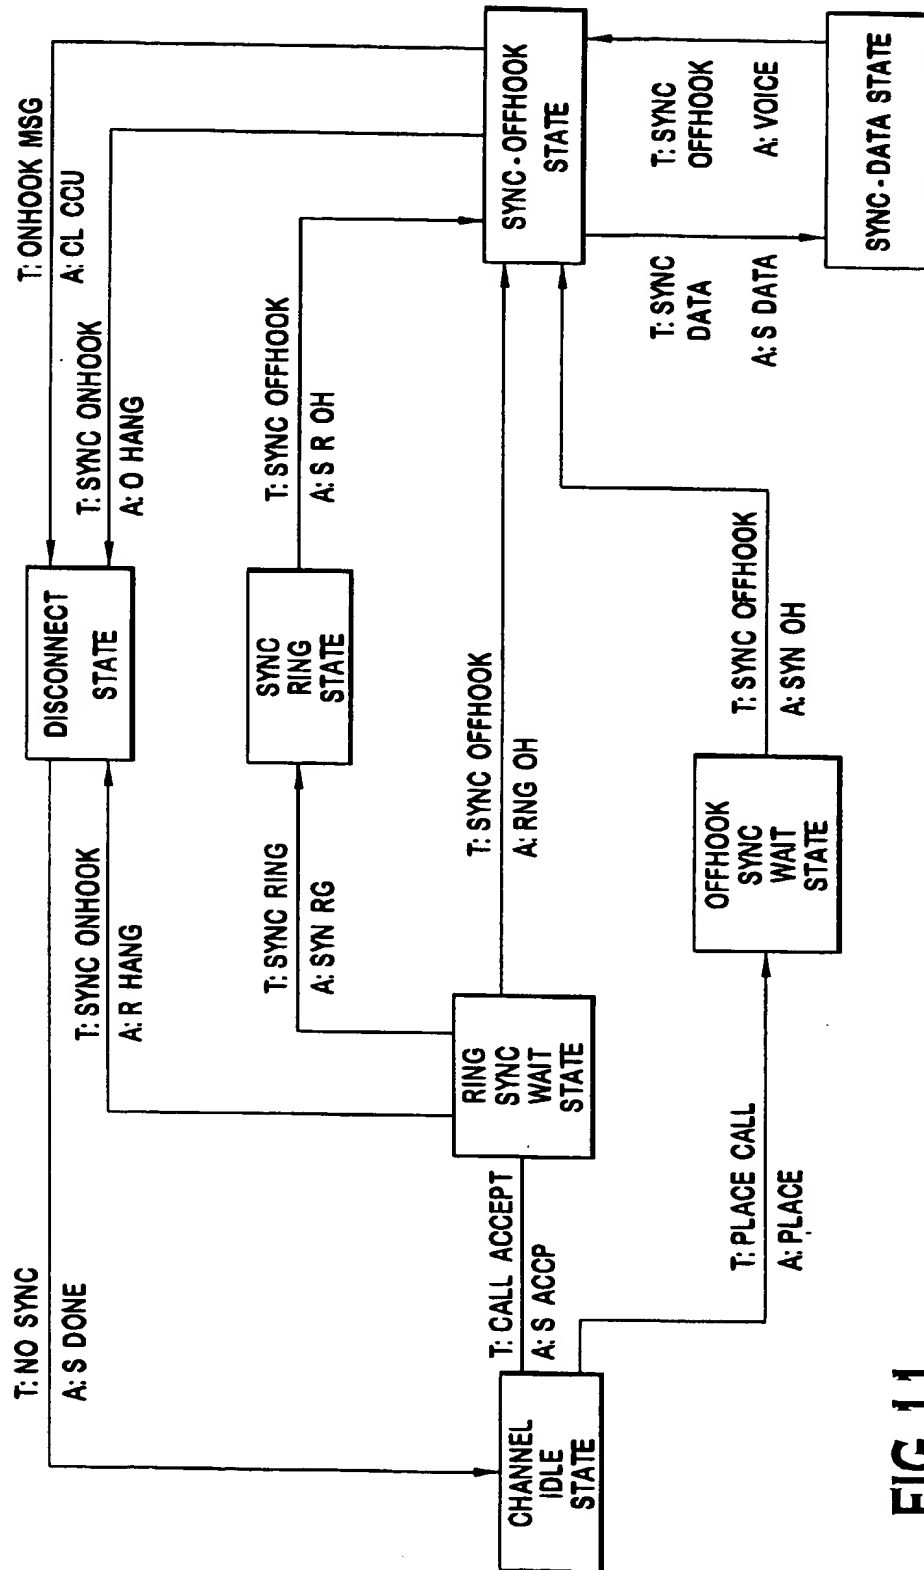 T: NO SYNC
A: S DONE
T: SYNC ONHOOK
A: R HANG
DISCONNECT
STATE
T: ONHOOK MSG
A: CL CCU
T: SYNC ONHOOK
A: O HANG
T: SYNC RING
A: SYN RG
SYNC
RING
STATE
T: SYNC OFFHOOK
A: S R OH
CHANNEL
IDLE
STATE
T: CALL ACCEPT
A: S ACCP
RING
SYNC
WAIT
STATE
T: SYNC OFFHOOK
A: RNG OH
SYNC-OFFHOOK
STATE
T: PLACE CALL
A: PLACE
OFFHOOK
SYNC
WAIT
STATE
T: SYNC OFFHOOK
A: SYN OH
T: SYNC
DATA
A: S DATA
T: SYNC
OFFHOOK
A: VOICE
SYNC-DATA STATE
FIG. 11